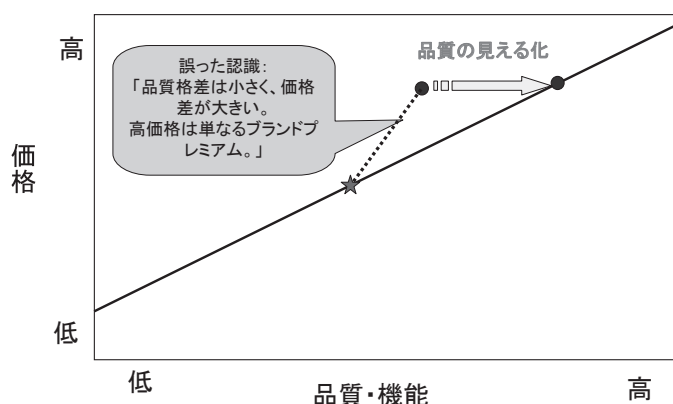 高
品質の見える化
誤った認識:
「品質格差は小さく、価格
差が大きい。
高価格は単なるブランドプ
レミアム。」
価格
低
低
品質・機能
高